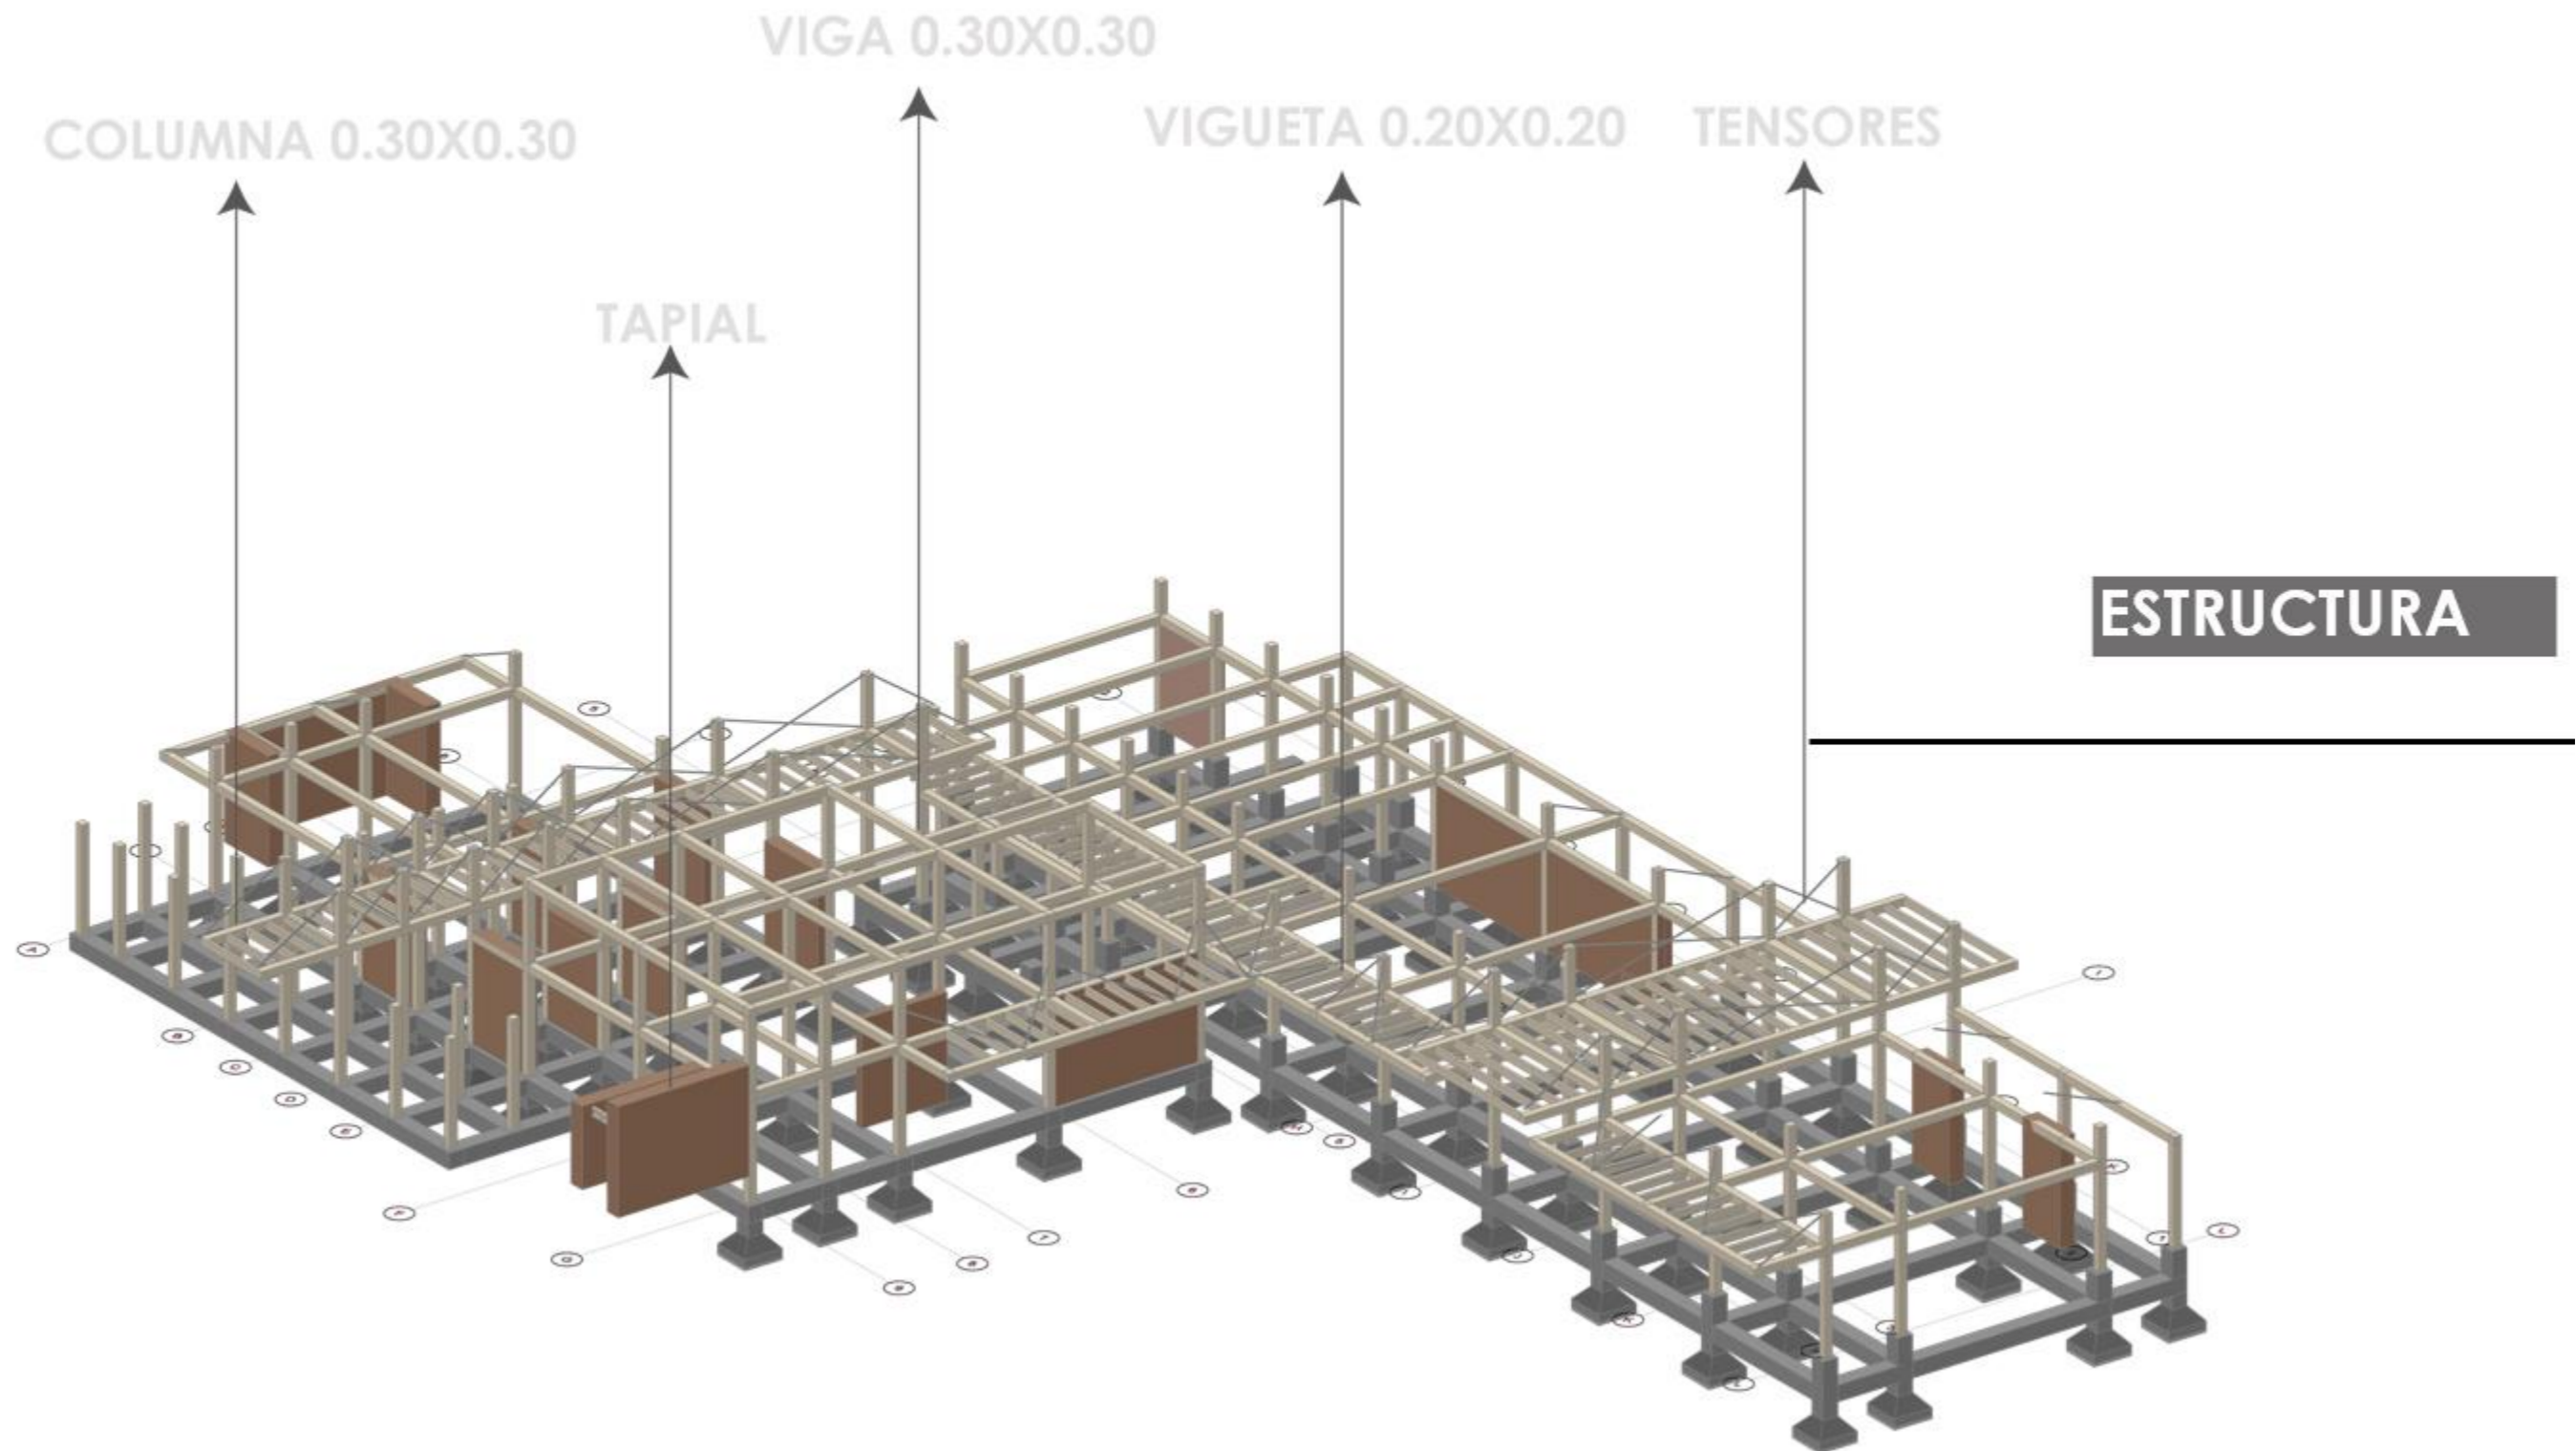 VIGA 0.30X0.30
COLUMNA 0.30X0.30
VIGUETA 0.20X0.20
TENSORES
TAPIAL
ESTRUCTURA